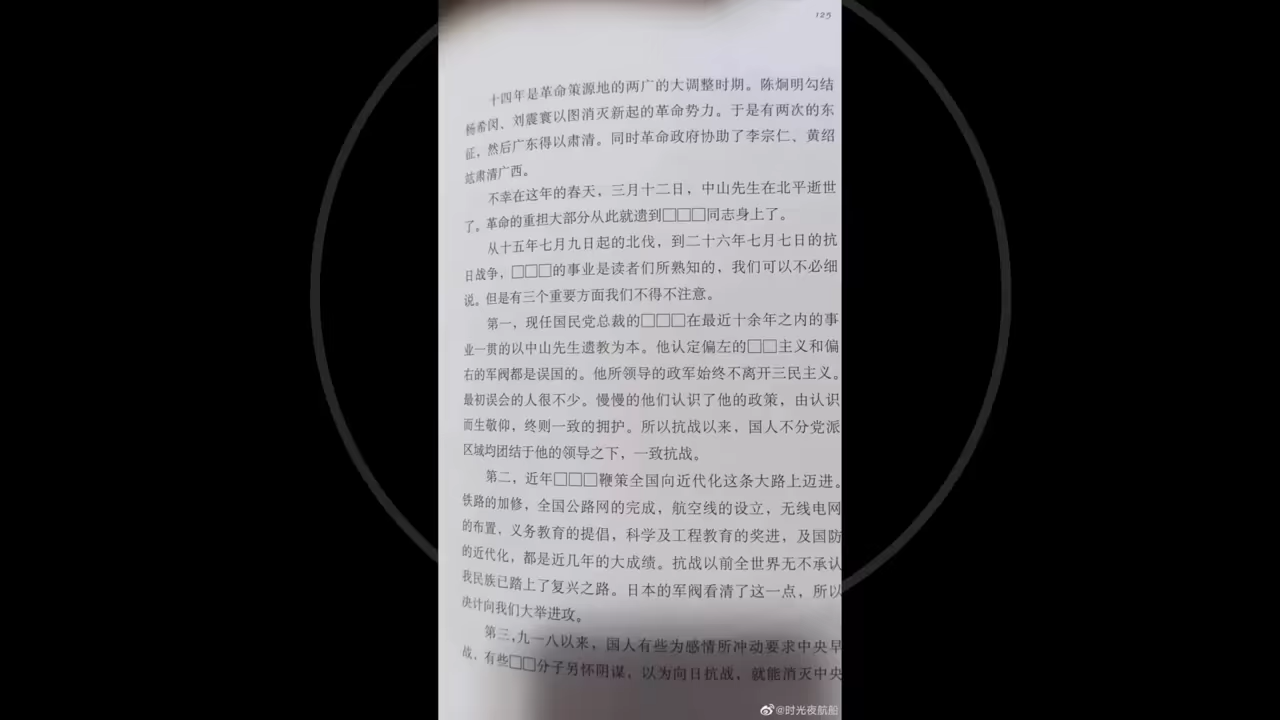 125
十四年是革命策源地的两广的大调整时期。陈炯明勾结
杨希闵、刘震寰以图消灭新起的革命势力。于是有两次的东
征，然后广东得以肃清。同时革命政府协助了李宗仁、黄绍
竑肃清广西。
不幸在这年的春天，三月十二日，中山先生在北平逝世
了。革命的重担大部分从此就遗到□□□同志身上了。
从十五年七月九日起的北伐，到二十六年七月七日的抗
日战争，□□□的事业是读者们所熟知的，我们可以不必细
说。但是有三个重要方面我们不得不注意。
第一，现任国民党总裁的□□□在最近十余年之内的事
业一贯的以中山先生遗教为本。他认定偏左的□□主义和偏
右的军阀都是误国的。他所领导的政军始终不离开三民主义。
最初误会的人很不少。慢慢的他们认识了他的政策，由认识
而生敬仰，终则一致的拥护。所以抗战以来，国人不分党派
区域均团结于他的领导之下，一致抗战。
第二，近年□□□鞭策全国向近代化这条大路上迈进。
铁路的加修，全国公路网的完成，航空线的设立，无线电网
的布置，义务教育的提倡，科学及工程教育的奖进，及国防
的近代化，都是近几年的大成绩。抗战以前全世界无不承认
我民族已踏上了复兴之路。日本的军阀看清了这一点，所以
决计向我们大举进攻。
第三，九一八以来，国人有些为感情所冲动要求中央早
战，有些□□分子另怀阴谋，以为向日抗战，就能消灭中央
@时光夜航船